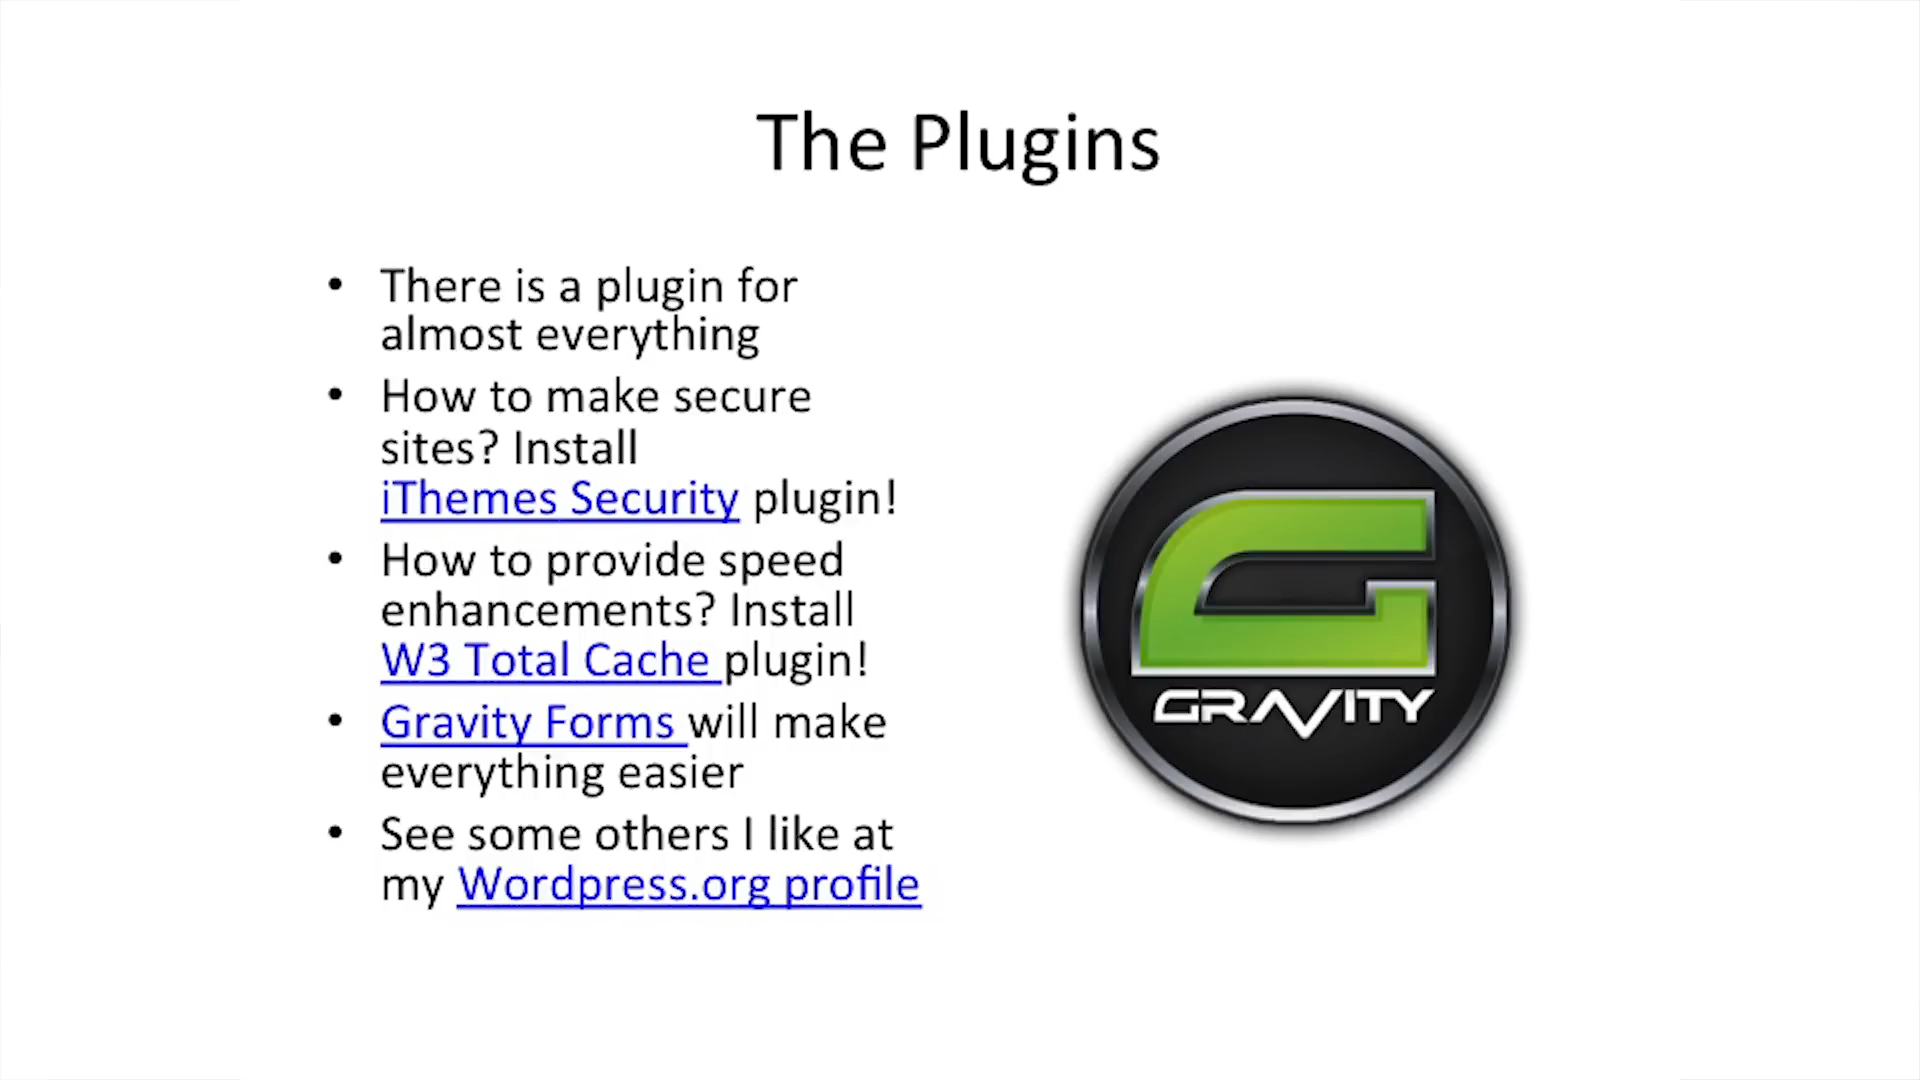 The Plugins
• There is a plugin for
almost everything
• How to make secure
sites? Install
iThemes Security plugin!
• How to provide speed
enhancements? Install
W3 Total Cache plugin!
• Gravity Forms will make
everything easier
• See some others I like at
my Wordpress.org profile
GRAVITY